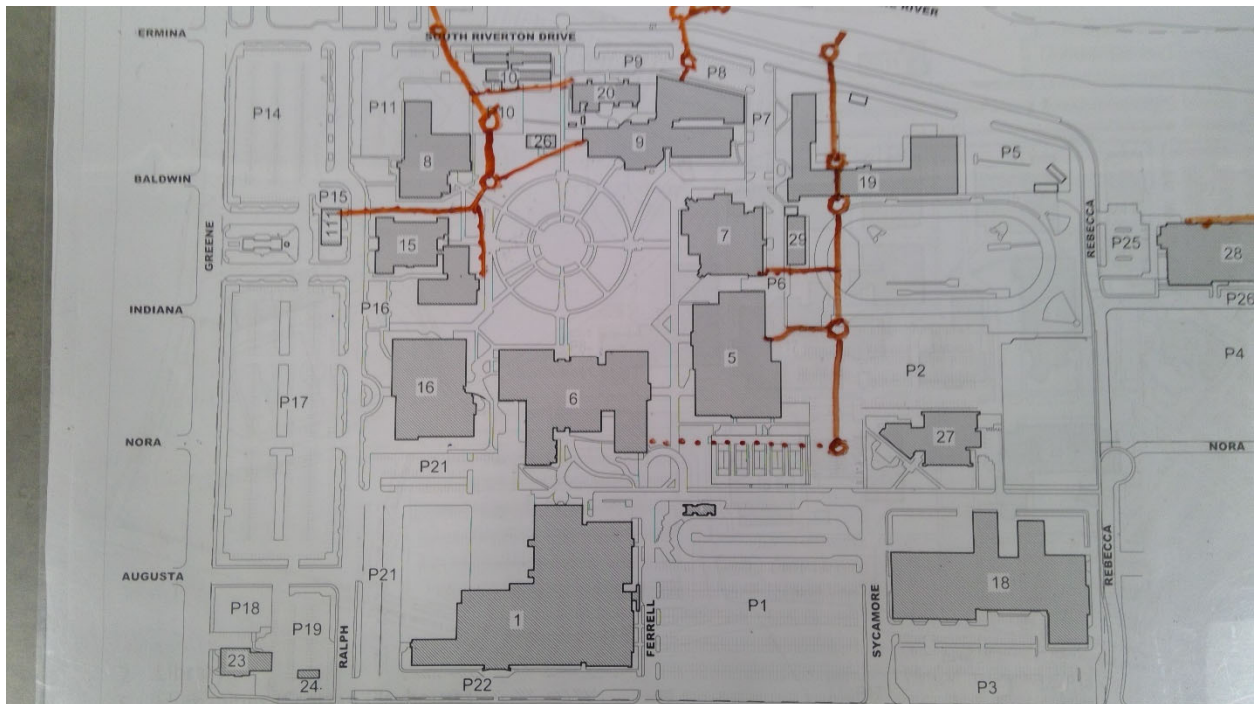 RIVER
ERMINA
SOUTH RIVERTON DRIVE
P9
P8
10
P14
P11
20
P10
P7
26
9
8
P5
BALDWIN
19
P15
111
GREENE
15
7
29
REBECCA
P25
28
P6
P16
P26
INDIANA
5
P4
16
P2
6
P17
27
NORA
NORA
P21
REBECCA
AUGUSTA
P21
18
P18
P19
P1
1
FERRELL
SYCAMORE
RALPH
23
24
P22
P3